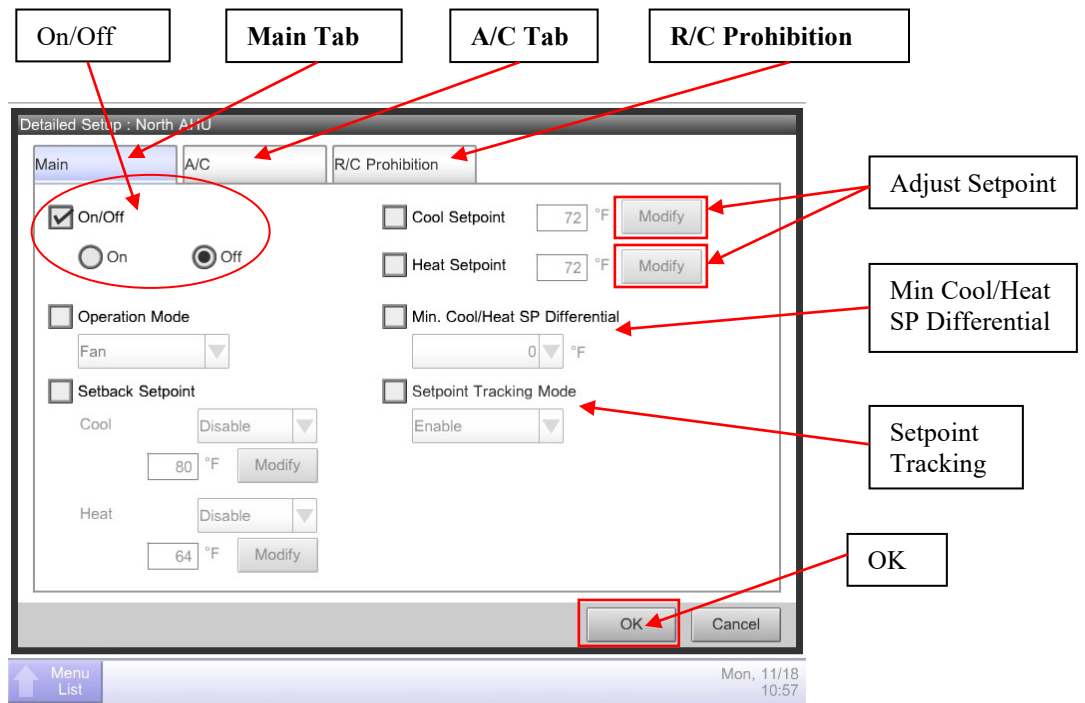 On/Off
Main Tab
A/C Tab
R/C Prohibition
Detailed Setup : North AHU
Main
A/C
R/C Prohibition
On/Off
On
Off
Cool Setpoint
72 °F
Modify
Heat Setpoint
72 °F
Modify
Adjust Setpoint
Operation Mode
Fan
Min. Cool/Heat SP Differential
0 °F
Min Cool/Heat
SP Differential
Setback Setpoint
Cool
Disable
80 °F
Modify
Heat
Disable
64 °F
Modify
Setpoint Tracking Mode
Enable
Setpoint
Tracking
OK
OK
Cancel
Menu
List
Mon, 11/18
10:57